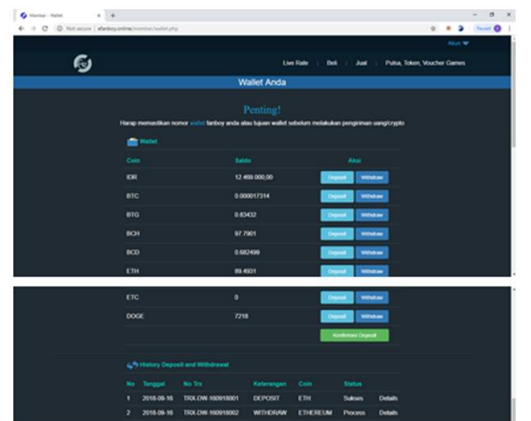 Member - Wallet
Not secure | efanboy.online/member/wallet.php
Paused
Akun
Live Rate : Beli : Jual : Pulsa, Token, Voucher Games
Wallet Anda
Penting!
Harap memastikan nomor wallet fanboy anda atau tujuan wallet sebelum melakukan pengiriman uang/crypto
Wallet
Coin Saldo Aksi
IDR 12.469.000,00 Deposit Withdraw
BTC 0.000017314 Deposit Withdraw
BTG 0.83432 Deposit Withdraw
BCH 97.7901 Deposit Withdraw
BCD 0.682499 Deposit Withdraw
ETH 89.4931 Deposit Withdraw
ETC 0 Deposit Withdraw
DOGE 7218 Deposit Withdraw
Konfirmasi Deposit
History Deposit and Withdrawal
No Tanggal No Trx Keterangan Coin Status
1 2018-09-16 TRX-DW-160918001 DEPOSIT ETH Sukses Details
2 2018-09-16 TRX-DW-160918002 WITHDRAW ETHEREUM Process Details